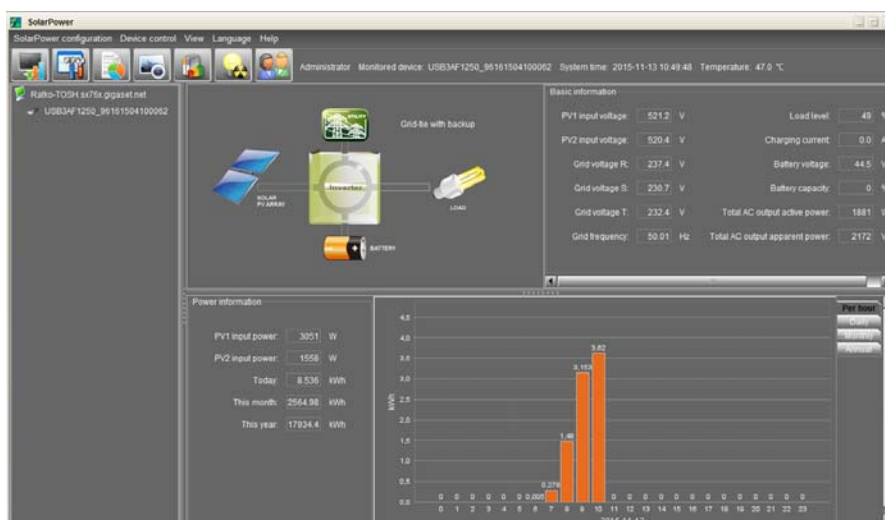 SolarPower
SolarPower configuration Device control View Language Help
Administrator Monitored device: USB3AF1250_96161504100062 System time: 2015-11-13 10:49:48 Temperature: 47.0 ℃
Ratko-TOSH.sx76x.gigaset.net
USB3AF1250_96161504100062
UTILITY
Grid-tie with backup
Inverter
SOLAR
PV ARRAY
LOAD
BATTERY
Basic information
PV1 input voltage: 521.2 V Load level: 49
PV2 input voltage: 520.4 V Charging current: 0.0 A
Grid voltage R: 237.4 V Battery voltage: 44.5 V
Grid voltage S: 230.7 V Battery capacity: 0
Grid voltage T: 232.4 V Total AC output active power: 1881
Grid frequency: 50.01 Hz Total AC output apparent power: 2172
Power information
PV1 input power: 3051 W
PV2 input power: 1558 W
Today: 8.536 kWh
This month: 2564.98 kWh
This year: 17934.4 kWh
Per hour
Daily
Monthly
Annual
kWh
4,5
4,0
3,5
3,0
2,5
2,0
1,5
1,0
0,5
0,0
0 0 0 0 0 0 0,005 0,278 1,48 3,153 3,62 0 0 0 0 0 0 0 0 0 0 0 0 0
0 1 2 3 4 5 6 7 8 9 10 11 12 13 14 15 16 17 18 19 20 21 22 23